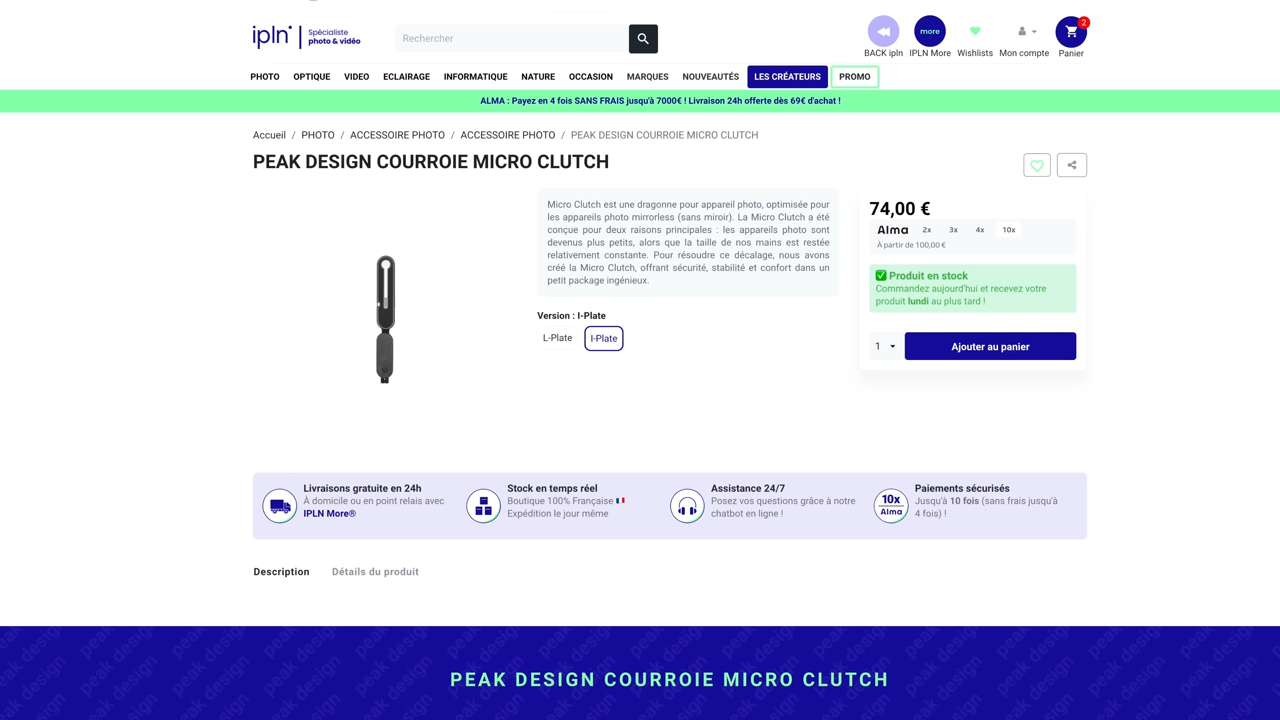 ipln
Spécialiste
photo & vidéo
Rechercher
BACK ipln
more
IPLN More
Wishlists
Mon compte
2
Panier
PHOTO OPTIQUE VIDEO ECLAIRAGE INFORMATIQUE NATURE OCCASION MARQUES NOUVEAUTÉS LES CRÉATEURS PROMO
ALMA : Payez en 4 fois SANS FRAIS jusqu'à 7000€ ! Livraison 24h offerte dès 69€ d'achat !
Accueil / PHOTO / ACCESSOIRE PHOTO / ACCESSOIRE PHOTO / PEAK DESIGN COURROIE MICRO CLUTCH
PEAK DESIGN COURROIE MICRO CLUTCH
Micro Clutch est une dragonne pour appareil photo, optimisée pour
les appareils photo mirrorless (sans miroir). La Micro Clutch a été
conçue pour deux raisons principales : les appareils photo sont
devenus plus petits, alors que la taille de nos mains est restée
relativement constante. Pour résoudre ce décalage, nous avons
créé la Micro Clutch, offrant sécurité, stabilité et confort dans un
petit package ingénieux.
Version : I-Plate
L-Plate I-Plate
74,00 €
Alma 2x 3x 4x 10x
À partir de 100,00 €
✅ Produit en stock
Commandez aujourd'hui et recevez votre
produit lundi au plus tard !
1 Ajouter au panier
Livraisons gratuite en 24h
À domicile ou en point relais avec
IPLN More®
Stock en temps réel
Boutique 100% Française 🇫🇷
Expédition le jour même
Assistance 24/7
Posez vos questions grâce à notre
chatbot en ligne !
10x
Alma
Paiements sécurisés
Jusqu'à 10 fois (sans frais jusqu'à
4 fois) !
Description Détails du produit
peak design
PEAK DESIGN COURROIE MICRO CLUTCH